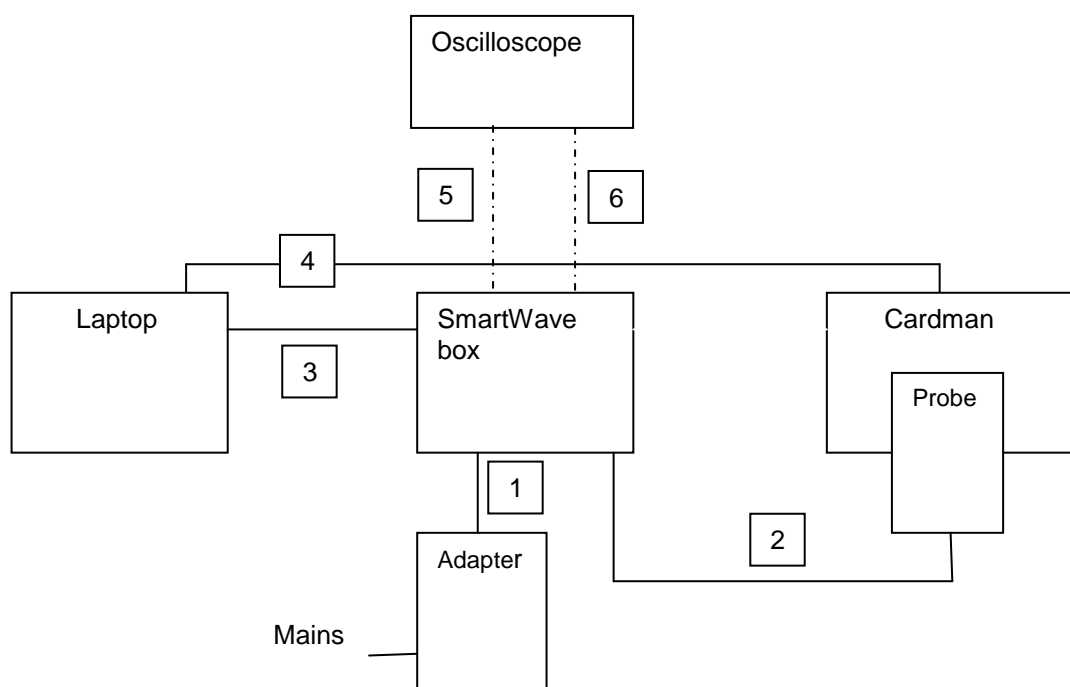 Oscilloscope
5
6
4
Laptop
SmartWave
box
Cardman
3
Probe
1
2
Adapter
Mains